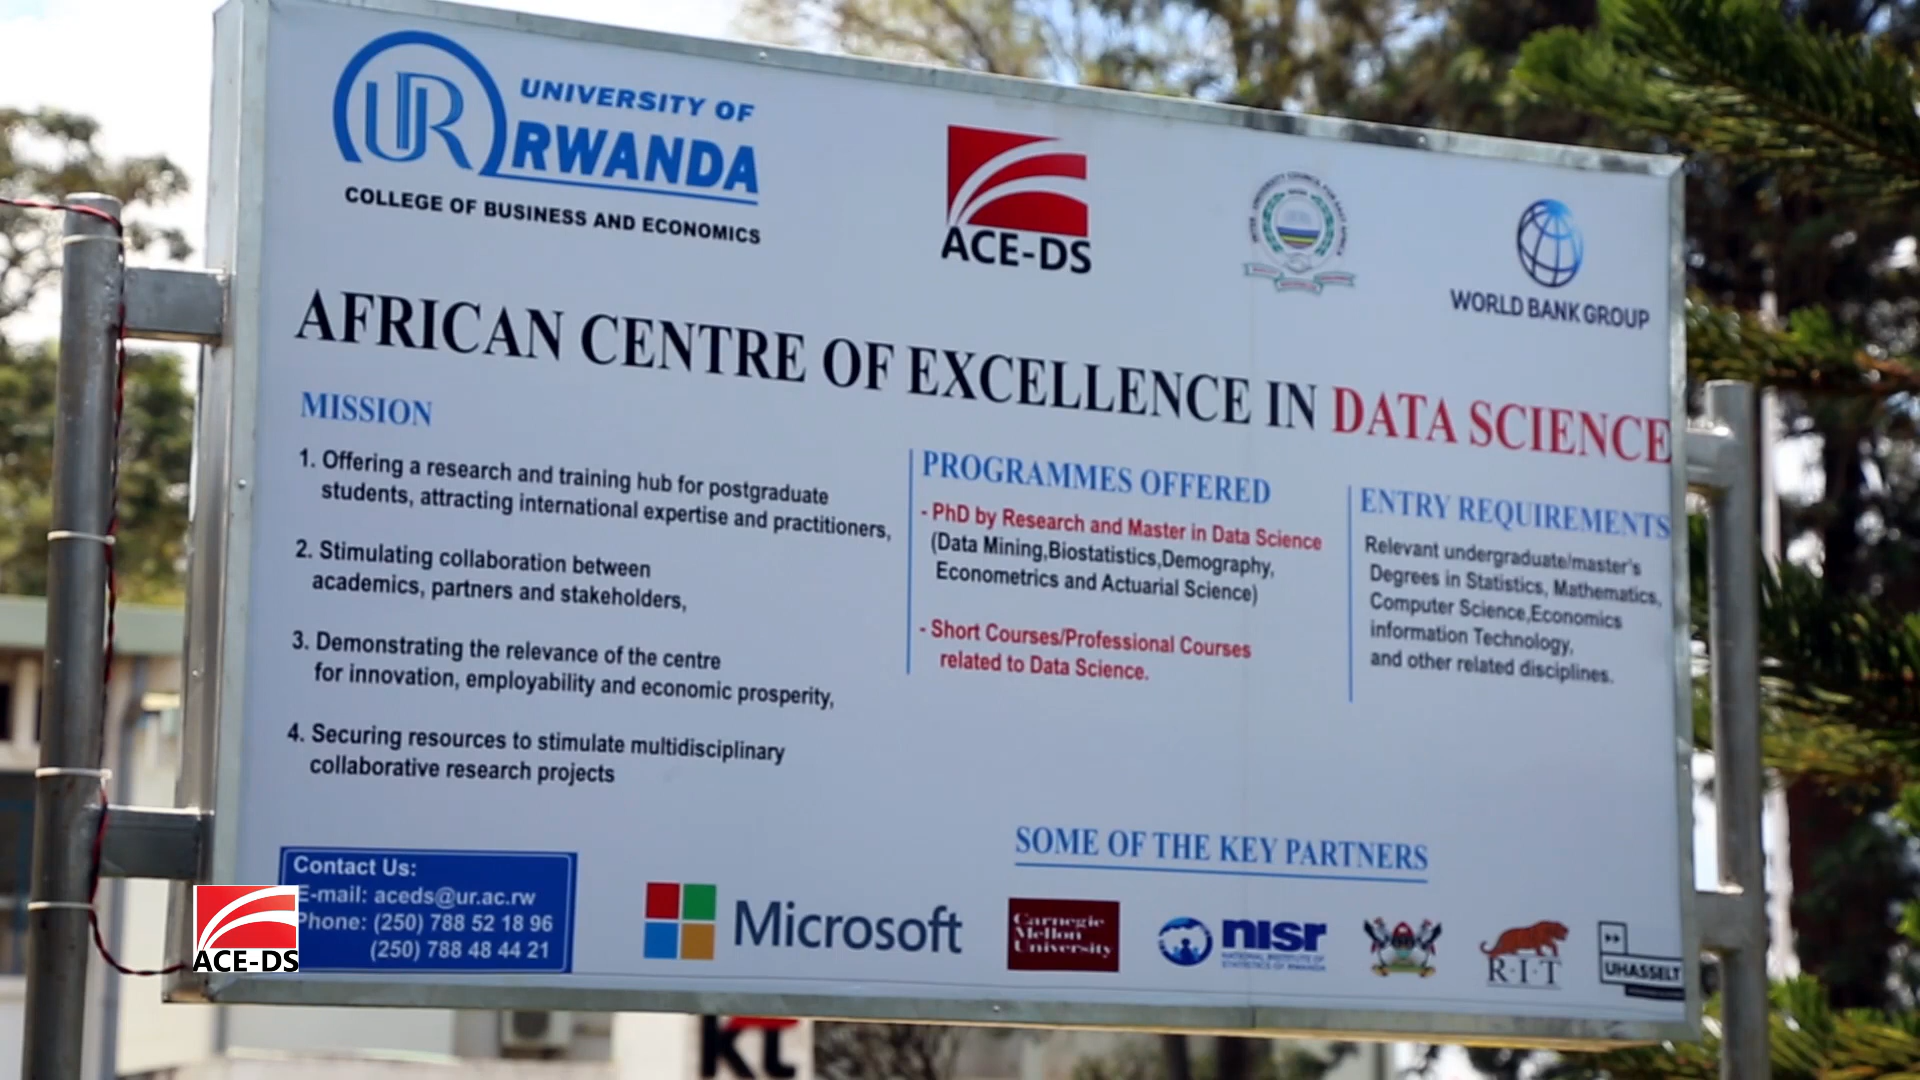 UR
UNIVERSITY OF
RWANDA
COLLEGE OF BUSINESS AND ECONOMICS
ACE-DS
WORLD BANK GROUP
AFRICAN CENTRE OF EXCELLENCE IN DATA SCIENCE
MISSION
1. Offering a research and training hub for postgraduate
students, attracting international expertise and practitioners,
2. Stimulating collaboration between
academics, partners and stakeholders,
3. Demonstrating the relevance of the centre
for innovation, employability and economic prosperity,
4. Securing resources to stimulate multidisciplinary
collaborative research projects
PROGRAMMES OFFERED
- PhD by Research and Master in Data Science
(Data Mining,Biostatistics,Demography,
Econometrics and Actuarial Science)
- Short Courses/Professional Courses
related to Data Science.
ENTRY REQUIREMENTS
Relevant undergraduate/master's
Degrees in Statistics, Mathematics,
Computer Science,Economics
information Technology,
and other related disciplines.
Contact Us:
E-mail: aceds@ur.ac.rw
Phone: (250) 788 52 18 96
(250) 788 48 44 21
ACE-DS
SOME OF THE KEY PARTNERS
Microsoft
Carnegie
Mellon
University
nisr
NATIONAL INSTITUTE OF
STATISTICS OF RWANDA
R·I·T
UHASSELT
kt